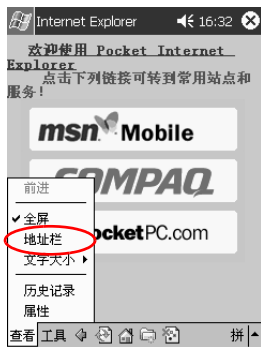 Internet Explorer 16:32
欢迎使用 Pocket Internet
Explorer
点击下列链接可转到常用站点和
服务!
msn Mobile
COMPAQ
ocketPC.com
前进
全屏
地址栏
文字大小
历史记录
属性
查看 工具 拼